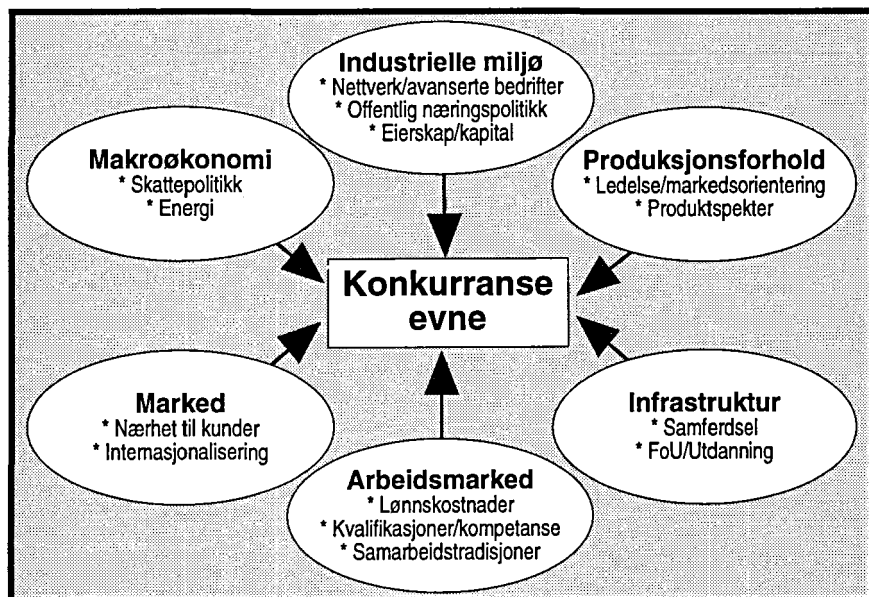 Industrielle miljø
* Nettverk/avanserte bedrifter
* Offentlig næringspolitikk
* Eierskap/kapital
Makroøkonomi
* Skattepolitikk
* Energi
Produksjonsforhold
* Ledelse/markedsorientering
* Produktspekter
Konkurranse
evne
Marked
* Nærhet til kunder
* Internasjonalisering
Arbeidsmarked
* Lønnskostnader
* Kvalifikasjoner/kompetanse
* Samarbeidstradisjoner
Infrastruktur
* Samferdsel
* FoU/Utdanning